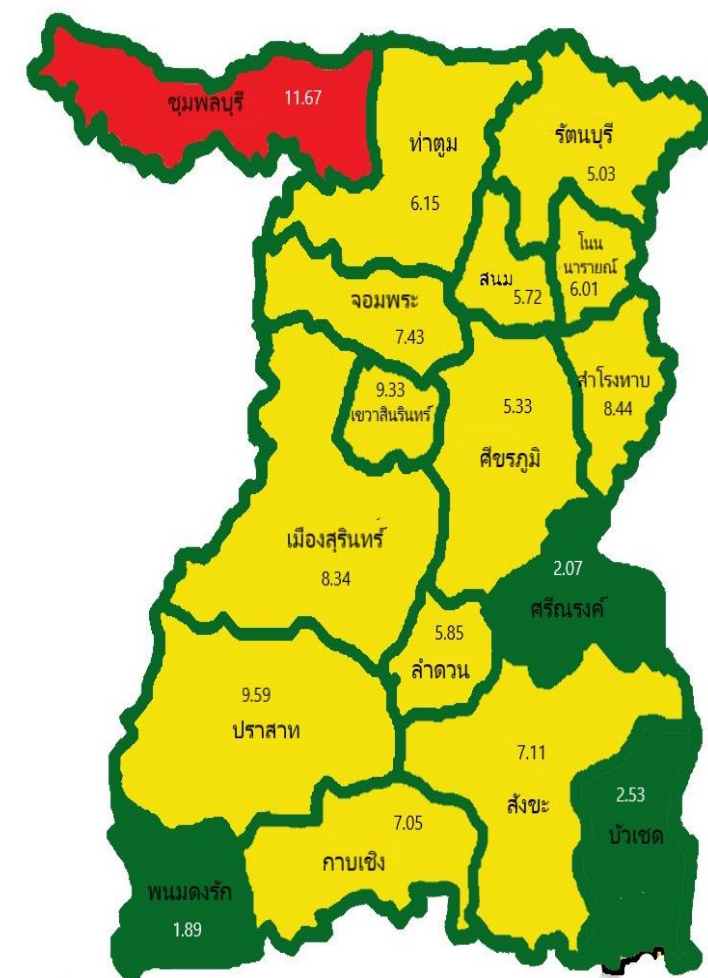 ชุมพลบุรี 11.67
ท่าตูม
6.15
รัตนบุรี
5.03
สนม
5.72
โนน
นารายณ์
6.01
จอมพระ
7.43
9.33
เขวาสินรินทร์
5.33
ศีขรภูมิ
สำโรงทาบ
8.44
เมืองสุรินทร์
8.34
2.07
ศรีณรงค์
5.85
ลำดวน
9.59
ปราสาท
7.11
สังขะ
2.53
บัวเชด
7.05
กาบเชิง
พนมดงรัก
1.89